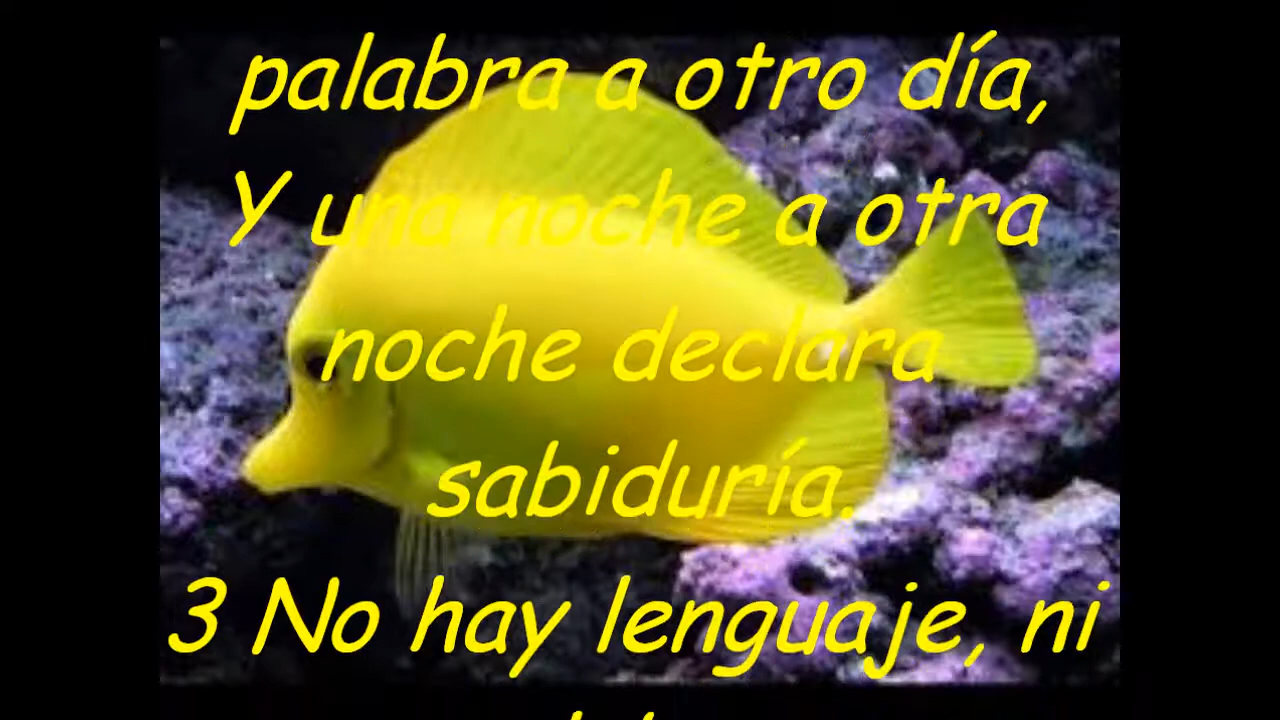 palabra a otro día,
Y una noche a otra
noche declara
sabiduría.
3 No hay lenguaje, ni